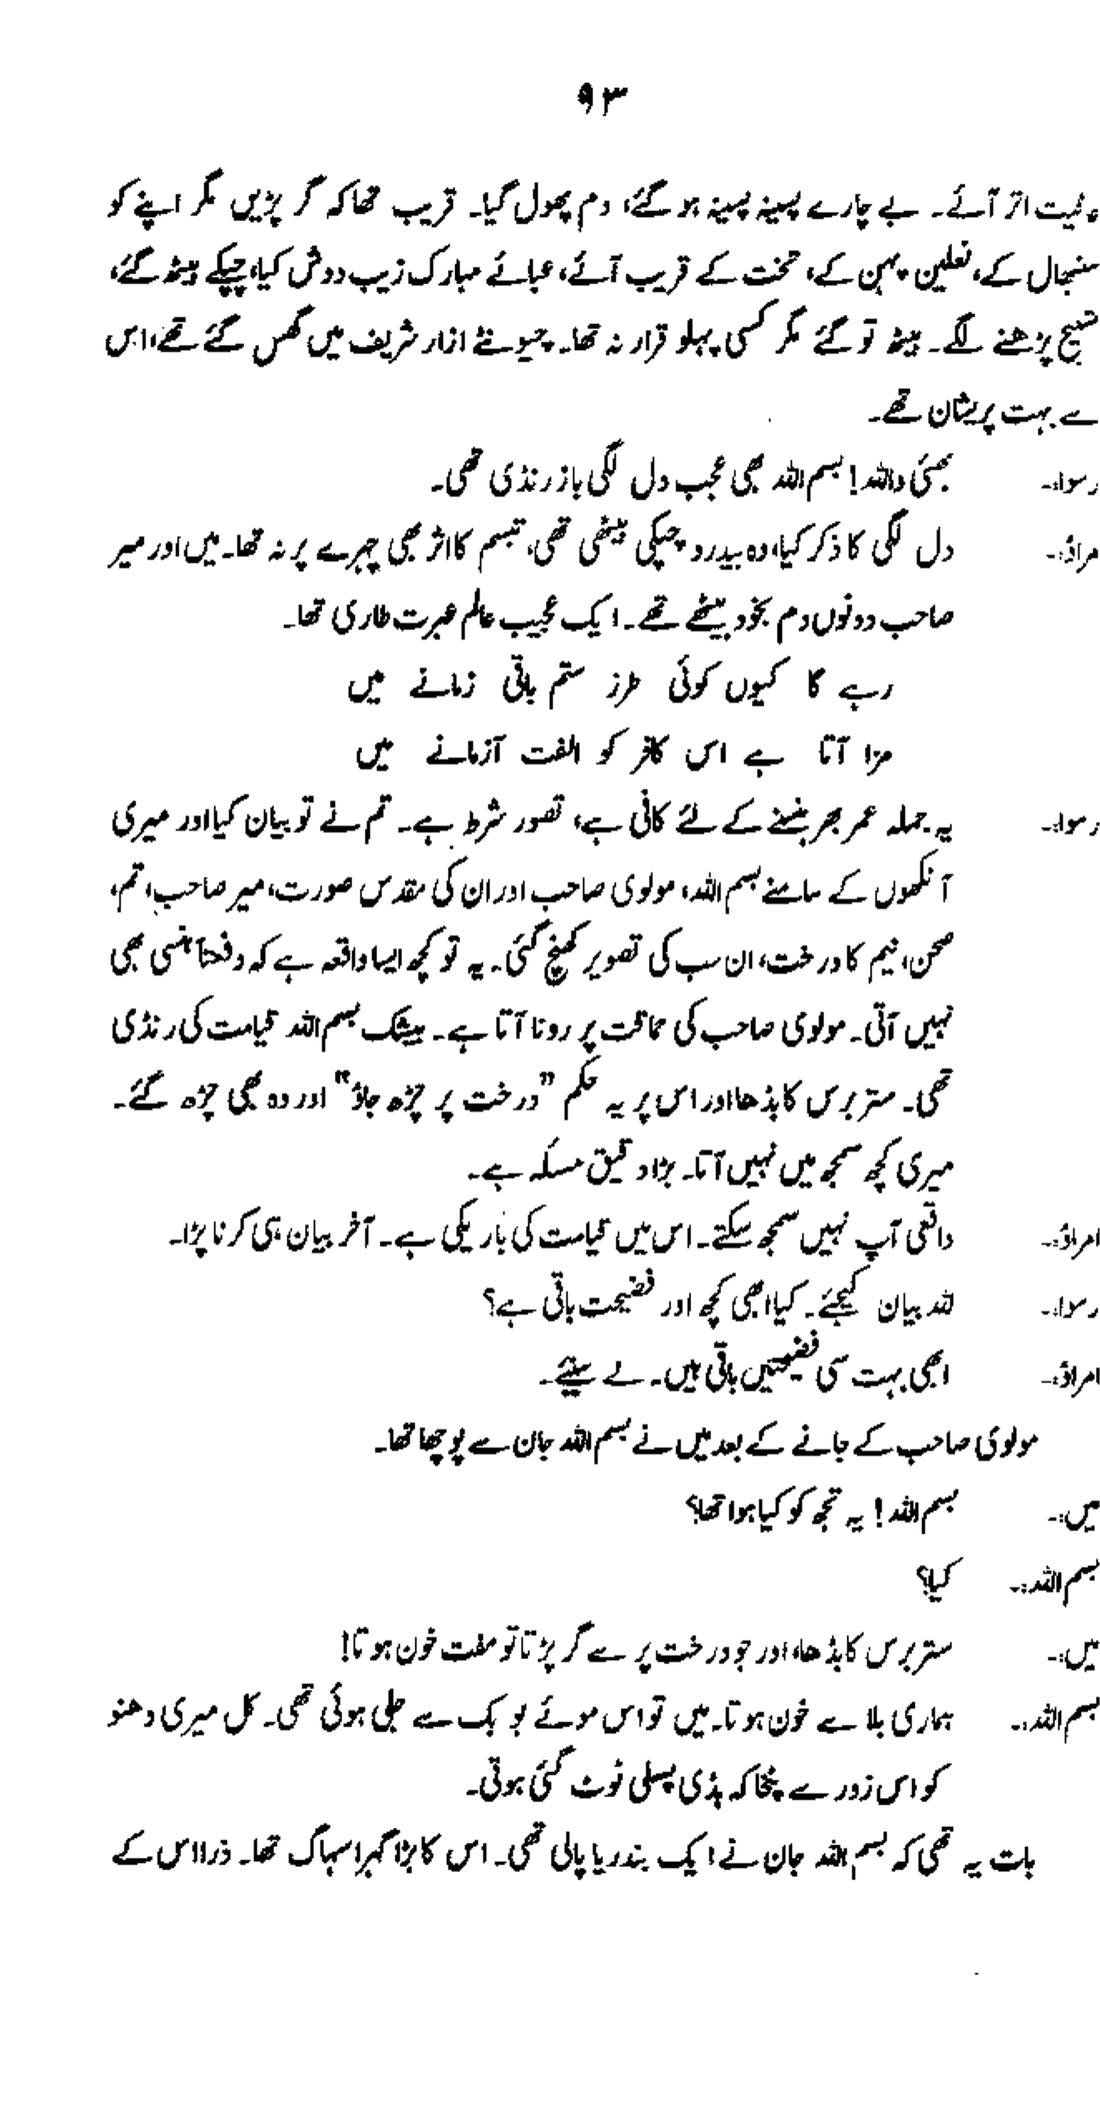 ۹۳
اتر آئے۔ بے چارے پسینہ پسینہ ہو گئے، دم پھول گیا۔ قریب تھا کہ گر پڑیں مگر اپنے کو
سنبھال کے، نعلین پہن کے، تخت کے قریب آئے، عبائے مبارک زیب دوش کیا، چپکے بیٹھ گئے،
تسبیح پڑھنے لگے۔ بیٹھ تو گئے مگر کسی پہلو قرار نہ تھا۔ چیونٹے ازار شریف میں گھس گئے تھے، اس
سے بہت پریشان تھے۔
رسوا:۔ بھئی واللہ! بسم اللہ بھی عجب دل لگی باز رنڈی تھی۔
مراؤ:۔ دل لگی کا ذکر کیا، وہ بیدرد چپکی بیٹھی تھی، تبسم کا اثر بھی چہرے پر نہ تھا۔ میں اور میر
صاحب دونوں دم بخود بیٹھے تھے۔ ایک عجیب عالم عبرت طاری تھا۔
رہے گا کیوں کوئی طرز ستم باقی زمانے میں
مزا آتا ہے اس کافر کو الفت آزمانے میں
رسوا:۔ یہ جملہ عمر بھر ہنسنے کے لئے کافی ہے، تصور شرط ہے۔ تم نے تو بیان کیا اور میری
آنکھوں کے سامنے بسم اللہ، مولوی صاحب اور ان کی مقدس صورت، میر صاحب، تم،
صحن، نیم کا درخت، ان سب کی تصویر کھنچ گئی۔ یہ تو کچھ ایسا واقعہ ہے کہ دفعتاً ہنسی بھی
نہیں آتی۔ مولوی صاحب کی حماقت پر رونا آتا ہے۔ بیشک بسم اللہ قیامت کی رنڈی
تھی۔ ستر برس کا بڈھا اور اس پر یہ حکم "درخت پر چڑھ جاؤ" اور وہ بھی چڑھ گئے۔
میری کچھ سمجھ میں نہیں آتا۔ بڑا دقیق مسئلہ ہے۔
امراؤ:۔ واقعی آپ نہیں سمجھ سکتے۔ اس میں قیامت کی باریکی ہے۔ آخر بیان ہی کرنا پڑا۔
رسوا:۔ للہ بیان کیجئے۔ کیا ابھی کچھ اور فضیحت باقی ہے؟
امراؤ:۔ ابھی بہت سی فضیحتیں باقی ہیں۔ لے سنیئے۔
مولوی صاحب کے جانے کے بعد میں نے بسم اللہ جان سے پوچھا تھا۔
میں:۔ بسم اللہ! یہ تجھ کو کیا ہوا تھا؟
بسم اللہ:۔ کیا؟
میں:۔ ستر برس کا بڈھا، اور جو درخت پر سے گر پڑتا تو مفت خون ہوتا!
بسم اللہ:۔ ہماری بلا سے خون ہوتا۔ میں تو اس موئے بوبک سے جلی ہوئی تھی۔ کل میری دھنو
کو اس زور سے پٹخا کہ ہڈی پسلی ٹوٹ گئی ہوتی۔
بات یہ تھی کہ بسم اللہ جان نے ایک بندریا پالی تھی۔ اس کا بڑا گہرا سہاگ تھا۔ ذرا اس کے